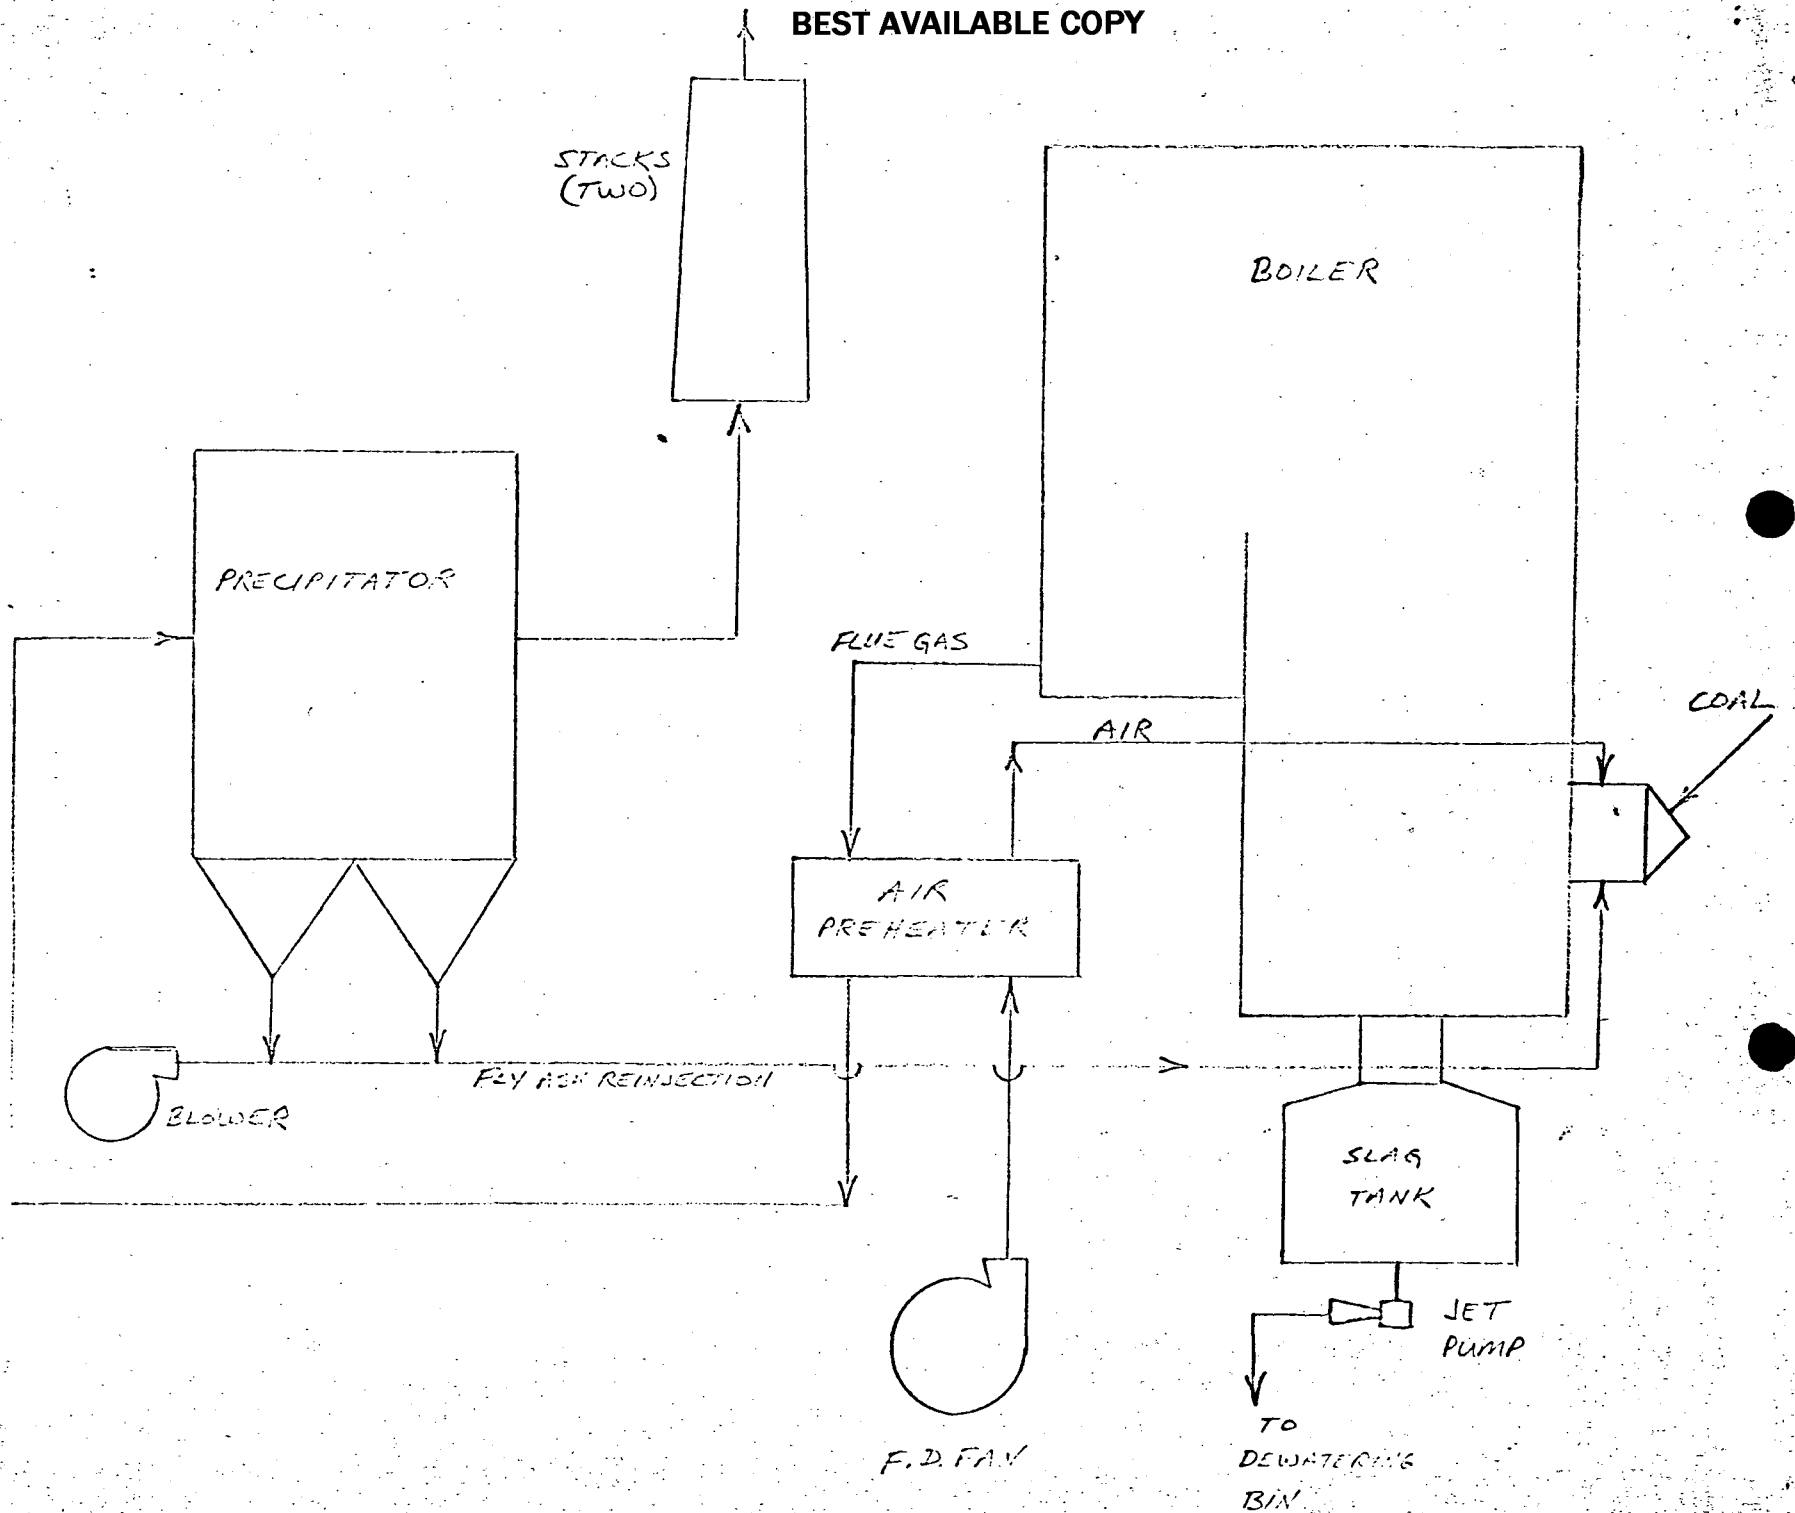 BEST AVAILABLE COPY
STACKS
(TWO)
BOILER
PRECIPITATOR
FLUE GAS
COAL
AIR
AIR
PREHEATER
FLY ASH REINJECTION
BLOWER
SLAG
TANK
JET
PUMP
TO
DEWATERING
BIN
F.D. FAN